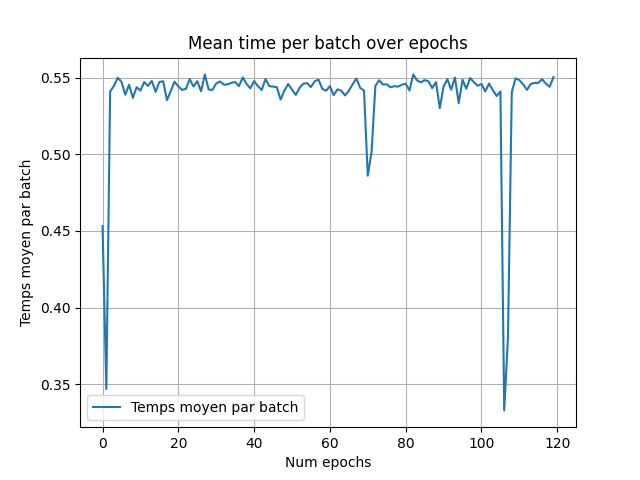 Mean time per batch over epochs
Temps moyen par batch
0.55
0.50
0.45
0.40
0.35
Temps moyen par batch
0 20 40 60 80 100 120
Num epochs